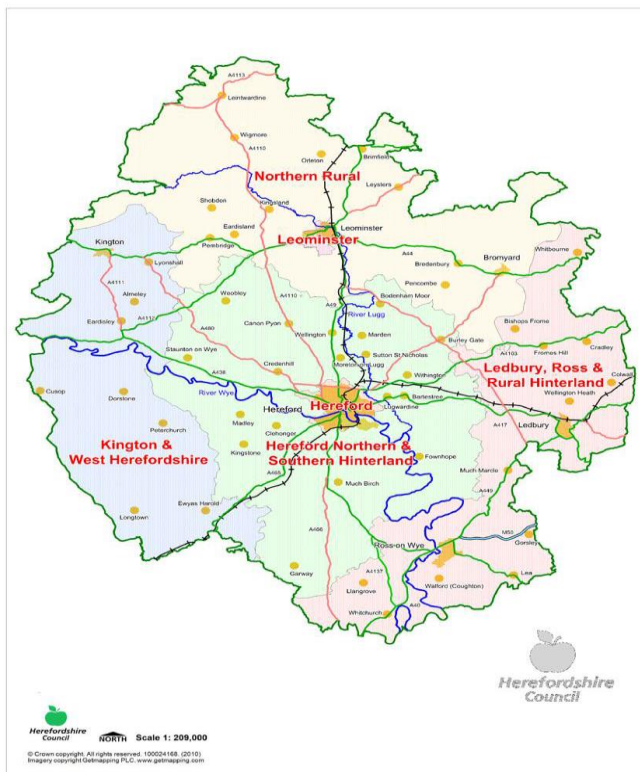 A4113
Leintwardine
Wigmore
A4110
Orleton
Brimfield
Northern Rural
Leysters
Shobdon
Kingsland
Eardisland
Leominster
Pembridge
Leominster
Kington
Lyonshall
A44
Whitbourne
Bredenbury
Bromyard
A4111
Almeley
Weobley
A4110
A49
Pencombe
Bodenham Moor
River Lugg
Eardisley
A4112
A480
Canon Pyon
Wellington
Marden
Burley Gate
Bishops Frome
Staunton on Wye
Sutton St Nicholas
A4103
Fromes Hill
Cradley
A438
Credenhill
Moreton on Lugg
Withington
Ledbury, Ross &
Rural Hinterland
Colwall
Cusop
Dorstone
River Wye
Hereford
Hereford
Bartestree
Lugwardine
Wellington Heath
Madley
Peterchurch
Clehonger
A417
Ledbury
Kington &
West Herefordshire
Kingstone
Hereford Northern &
Southern Hinterland
Fownhope
A465
Much Birch
Much Marcle
A449
Longtown
Ewyas Harold
A466
M50
Gorsley
Ross-on Wye
Garway
A4137
Walford (Coughton)
Lea
Llangrove
Whitchurch
A40
Herefordshire
Council
Herefordshire
Council
NORTH
Scale 1: 209,000
© Crown copyright. All rights reserved. 100024168. (2010)
Imagery copyright Getmapping PLC. www.getmapping.com